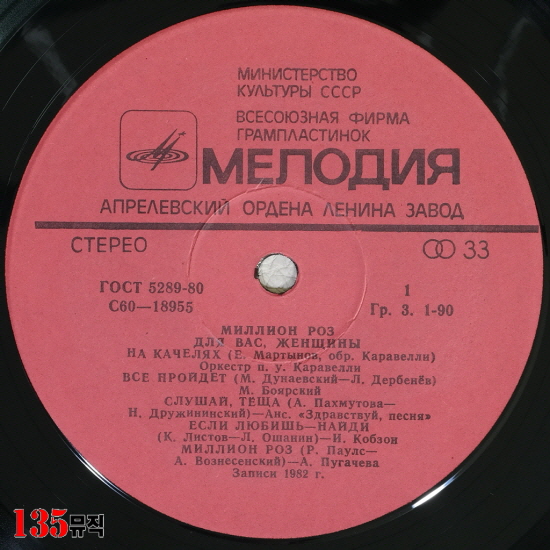 МИНИСТЕРСТВО
КУЛЬТУРЫ СССР
ВСЕСОЮЗНАЯ ФИРМА
ГРАМПЛАСТИНОК
МЕЛОДИЯ
АПРЕЛЕВСКИЙ ОРДЕНА ЛЕНИНА ЗАВОД
СТЕРЕО 33
ГОСТ 5289-80 1
С60—18955 Гр. 3. 1-90
МИЛЛИОН РОЗ
ДЛЯ ВАС, ЖЕНЩИНЫ
НА КАЧЕЛЯХ (Е. Мартынов, обр. Каравелли)
Оркестр п. у. Каравелли
ВСЕ ПРОЙДЕТ (М. Дунаевский—Л. Дербенёв)
М. Боярский
СЛУШАЙ, ТЕЩА (А. Пахмутова—
Н. Дружининский)—Анс. «Здравствуй, песня»
ЕСЛИ ЛЮБИШЬ—НАЙДИ
(К. Листов—Л. Ошанин)—И. Кобзон
МИЛЛИОН РОЗ (Р. Паулс—
А. Вознесенский)—А. Пугачева
Записи 1982 г.
135뮤직